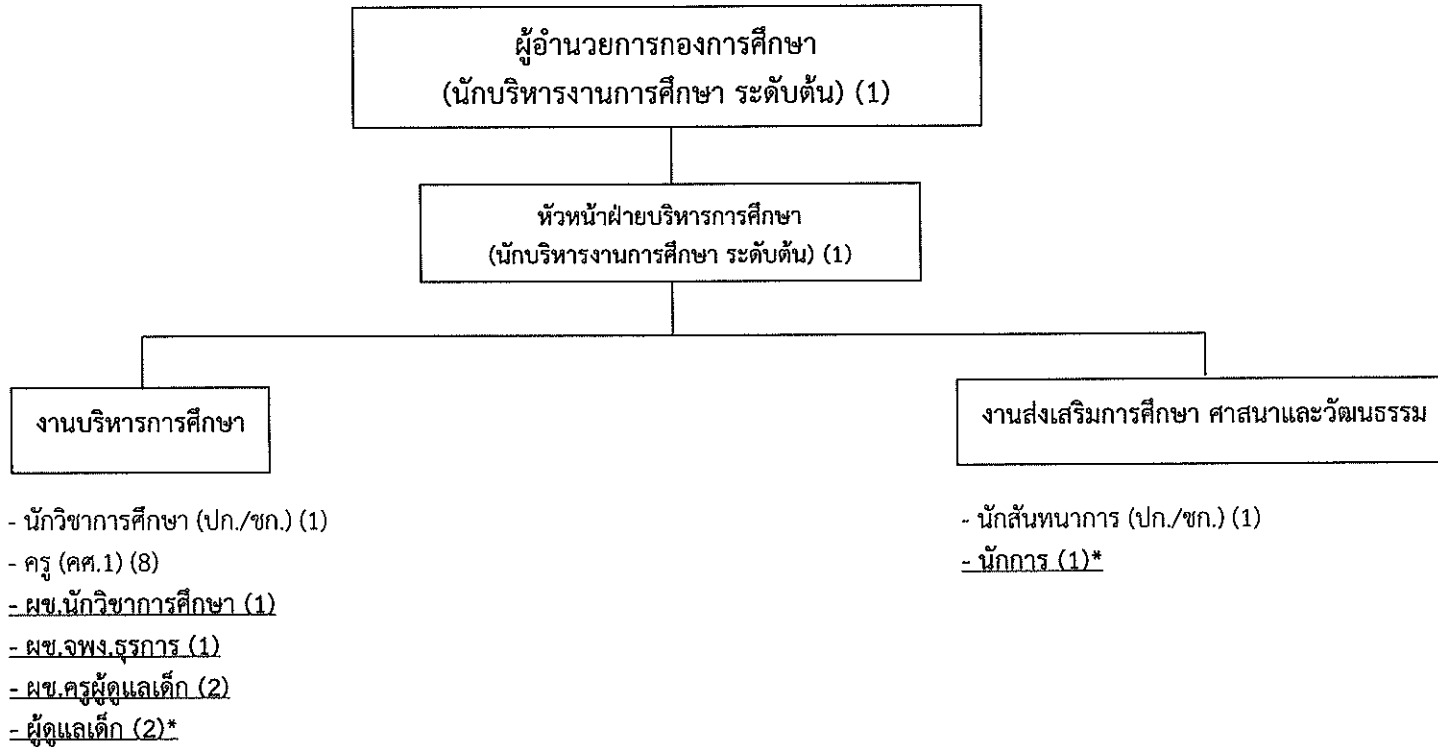 ผู้อำนวยการกองการศึกษา
(นักบริหารงานการศึกษา ระดับต้น) (1)
หัวหน้าฝ่ายบริหารการศึกษา
(นักบริหารงานการศึกษา ระดับต้น) (1)
งานบริหารการศึกษา
- นักวิชาการศึกษา (ปก./ชก.) (1)
- ครู (คศ.1) (8)
- ผช.นักวิชาการศึกษา (1)
- ผช.จพง.ธุรการ (1)
- ผช.ครูผู้ดูแลเด็ก (2)
- ผู้ดูแลเด็ก (2)*
งานส่งเสริมการศึกษา ศาสนาและวัฒนธรรม
- นักสันทนาการ (ปก./ชก.) (1)
- นักการ (1)*